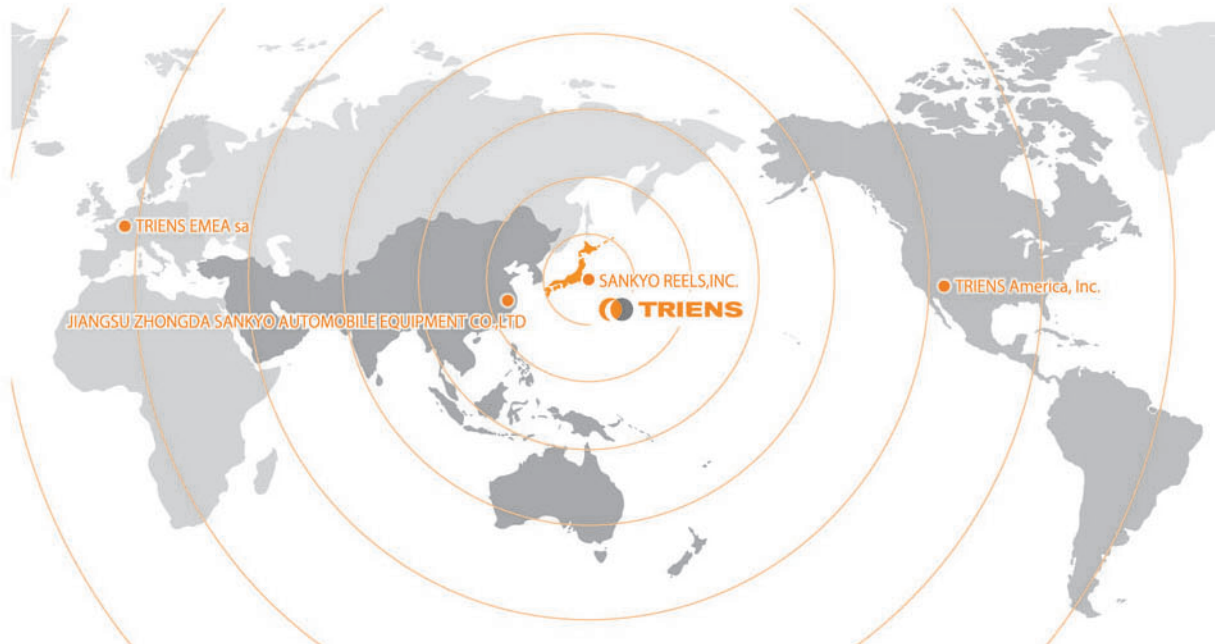 TRIENS EMEA sa
SANKYO REELS,INC.
TRIENS America, Inc.
TRIENS
JIANGSU ZHONGDA SANKYO AUTOMOBILE EQUIPMENT CO.,LTD